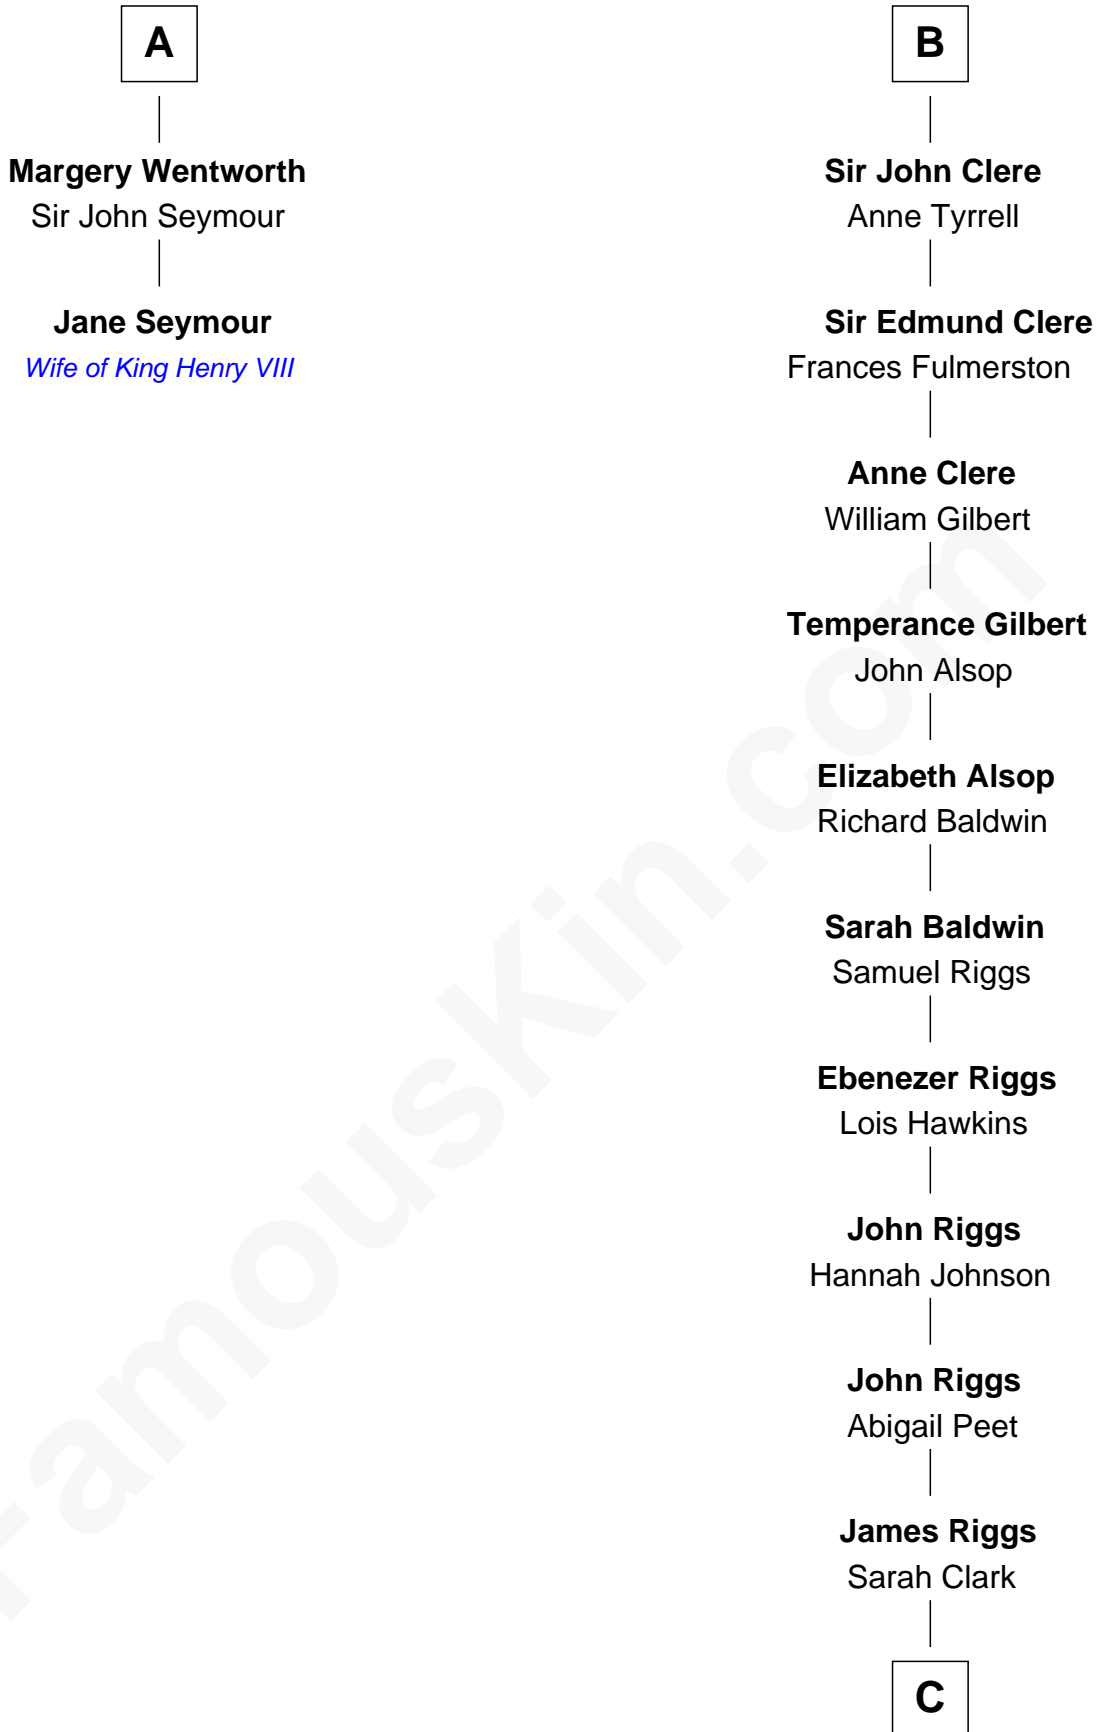 A
Margery Wentworth
Sir John Seymour
Jane Seymour
Wife of King Henry VIII
B
Sir John Clere
Anne Tyrrell
Sir Edmund Clere
Frances Fulmerston
Anne Clere
William Gilbert
Temperance Gilbert
John Alsop
Elizabeth Alsop
Richard Baldwin
Sarah Baldwin
Samuel Riggs
Ebenezer Riggs
Lois Hawkins
John Riggs
Hannah Johnson
John Riggs
Abigail Peet
James Riggs
Sarah Clark
C
FamousKin.com